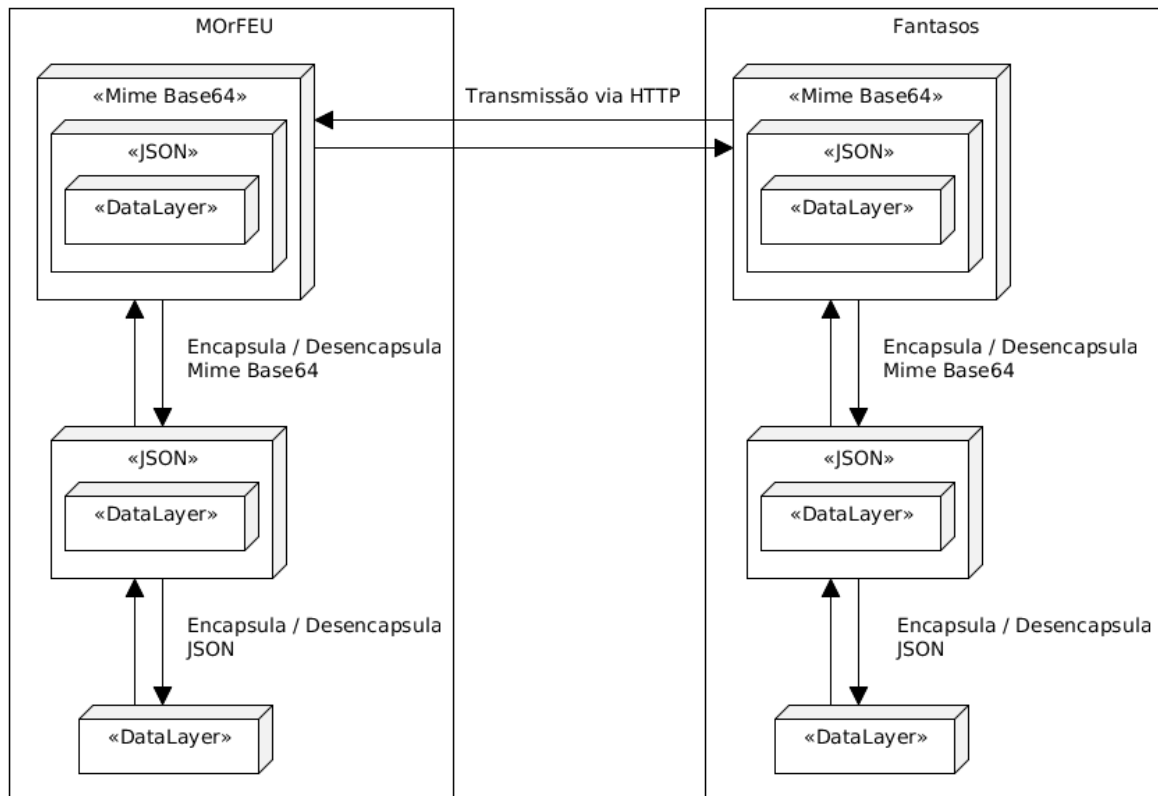 MOrFEU
«Mime Base64»
«JSON»
«DataLayer»
Encapsula / Desencapsula
Mime Base64
«JSON»
«DataLayer»
Encapsula / Desencapsula
JSON
«DataLayer»
Transmissão via HTTP
Fantasos
«Mime Base64»
«JSON»
«DataLayer»
Encapsula / Desencapsula
Mime Base64
«JSON»
«DataLayer»
Encapsula / Desencapsula
JSON
«DataLayer»